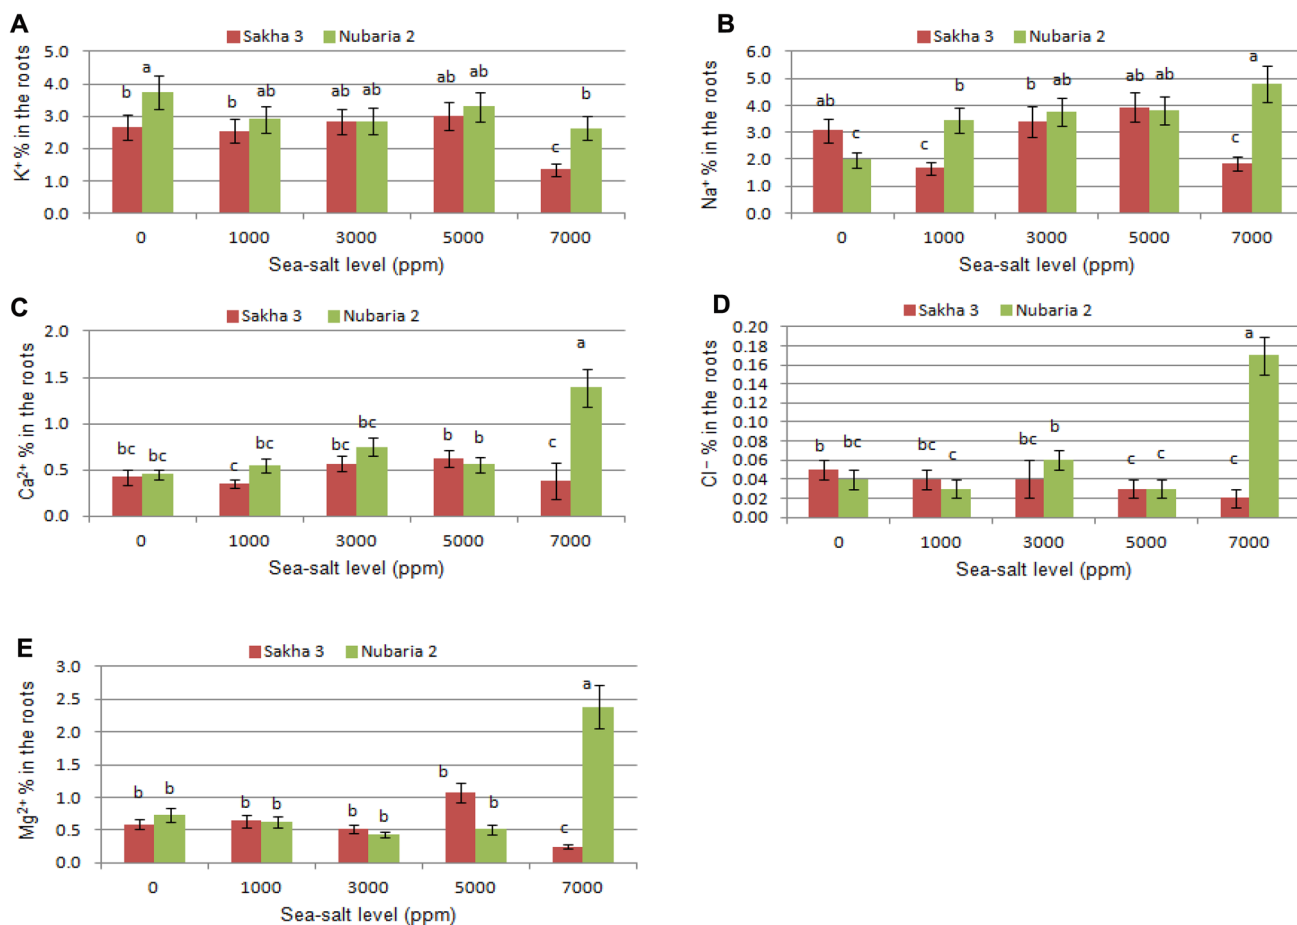 A
Sakha 3 Nubaria 2
K⁺ % in the roots
5.0
4.0
3.0
2.0
1.0
0.0
b a b ab ab ab ab ab c b
0 1000 3000 5000 7000
Sea-salt level (ppm)
B
Sakha 3 Nubaria 2
Na⁺ % in the roots
6.0
5.0
4.0
3.0
2.0
1.0
0.0
ab c c b b ab ab ab c a
0 1000 3000 5000 7000
Sea-salt level (ppm)
C
Sakha 3 Nubaria 2
Ca²⁺ % in the roots
2.0
1.5
1.0
0.5
0.0
bc bc c bc bc bc b b c a
0 1000 3000 5000 7000
Sea-salt level (ppm)
D
Sakha 3 Nubaria 2
Cl⁻ % in the roots
0.20
0.18
0.16
0.14
0.12
0.10
0.08
0.06
0.04
0.02
0.00
b bc bc c bc b c c c a
0 1000 3000 5000 7000
Sea-salt level (ppm)
E
Sakha 3 Nubaria 2
Mg²⁺ % in the roots
3.0
2.5
2.0
1.5
1.0
0.5
0.0
b b b b b b b b c a
0 1000 3000 5000 7000
Sea-salt level (ppm)